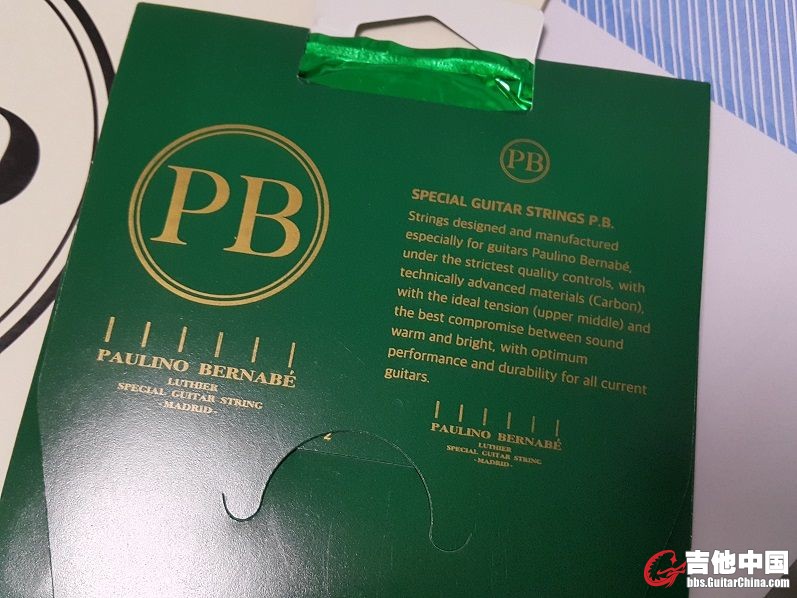 PB
PAULINO BERNABÉ
LUTHIER
SPECIAL GUITAR STRING
-MADRID-
PB
SPECIAL GUITAR STRINGS P.B.
Strings designed and manufactured
especially for guitars Paulino Bernabé,
under the strictest quality controls, with
technically advanced materials (Carbon),
with the ideal tension (upper middle) and
the best compromise between sound
warm and bright, with optimum
performance and durability for all current
guitars.
PAULINO BERNABÉ
LUTHIER
SPECIAL GUITAR STRING
-MADRID-
吉他中国
bbs.GuitarChina.com